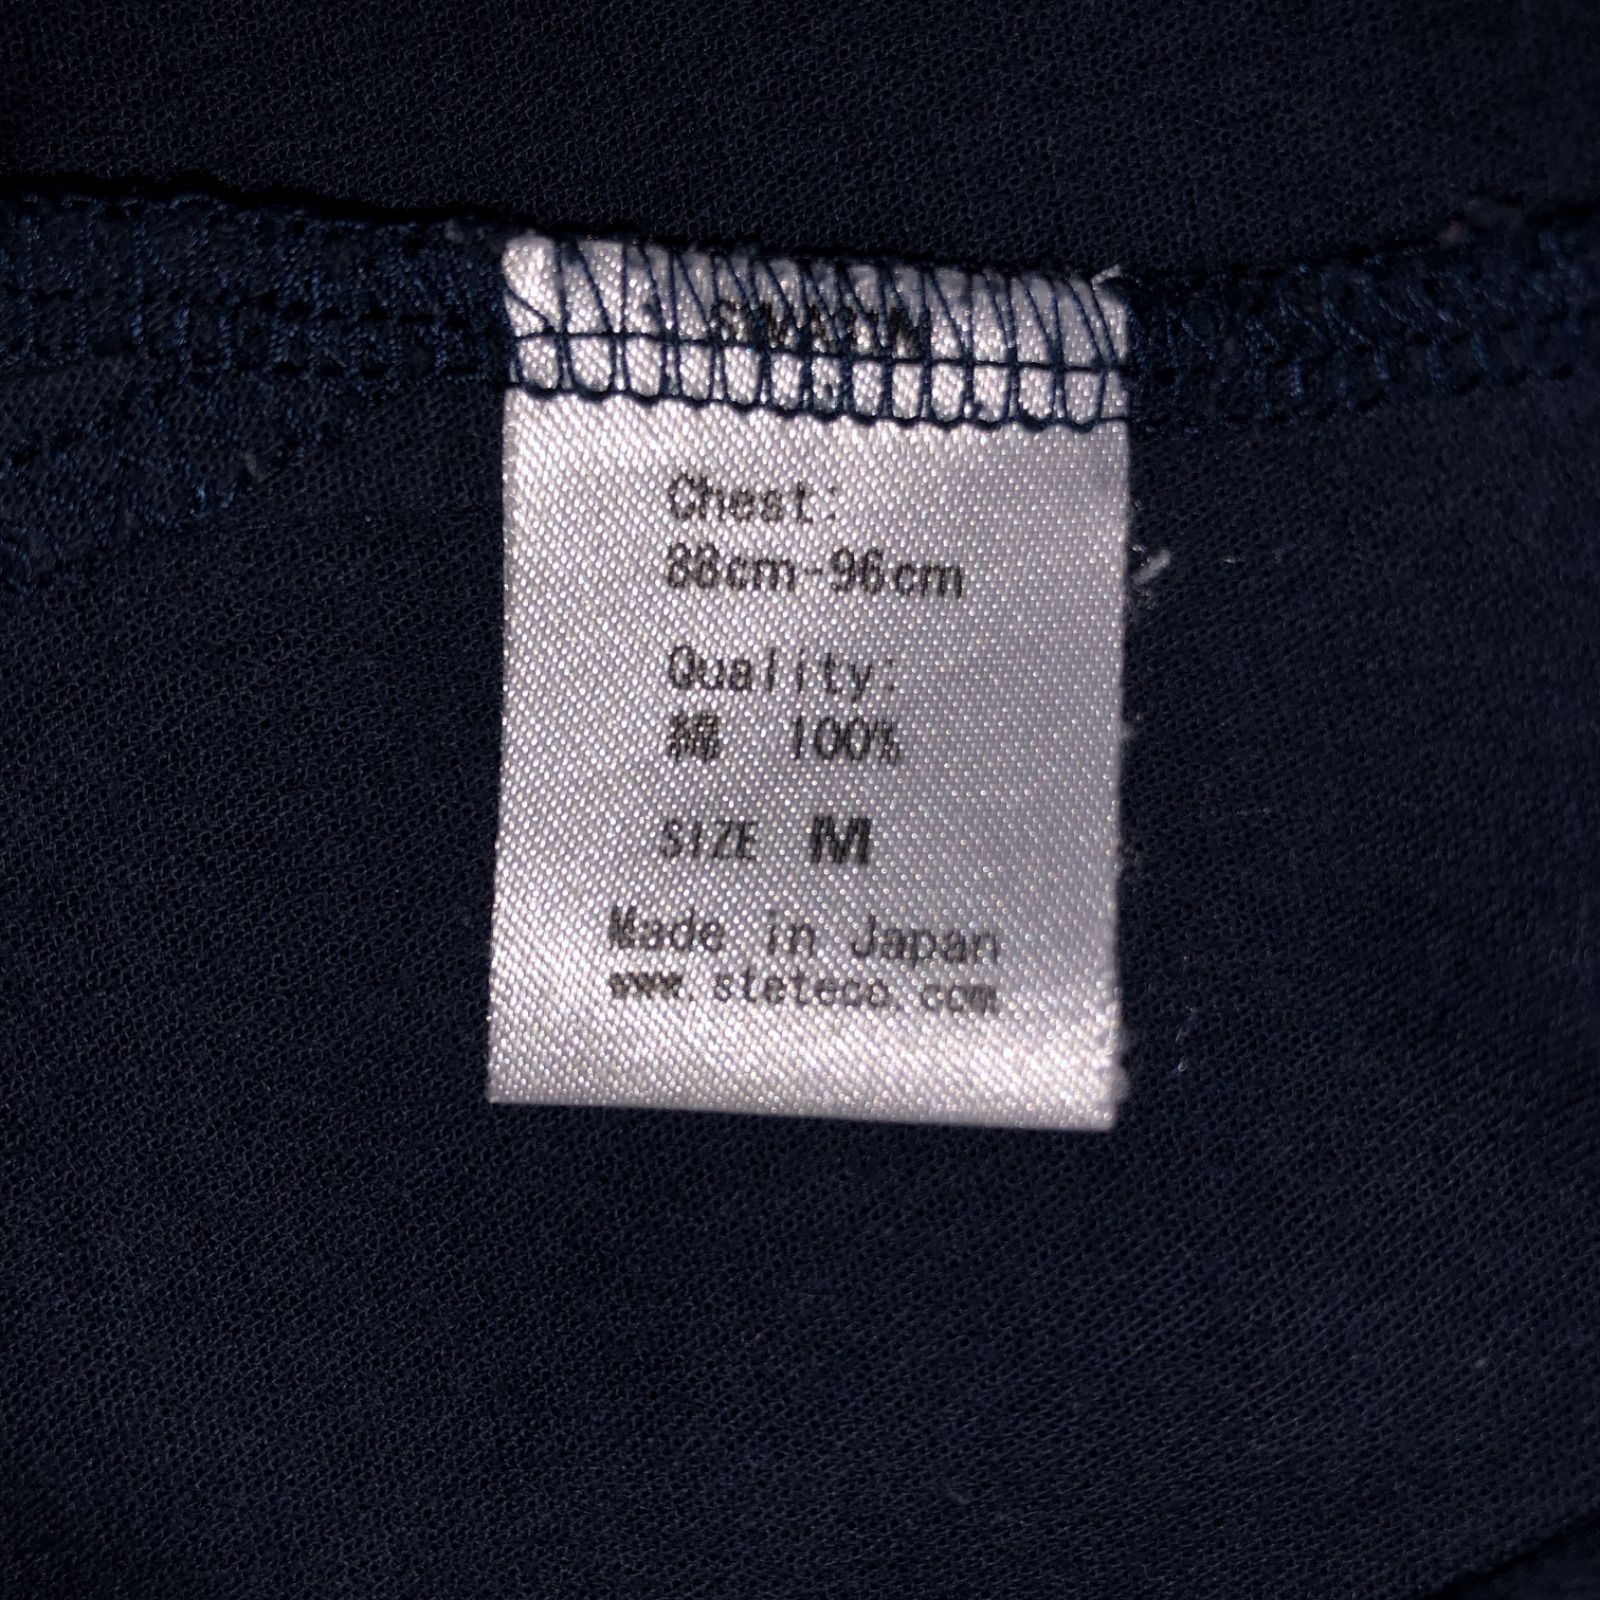 Chest:
88cm-96cm
Quality:
綿 100%
SIZE M
Made in Japan
www.steteco.com